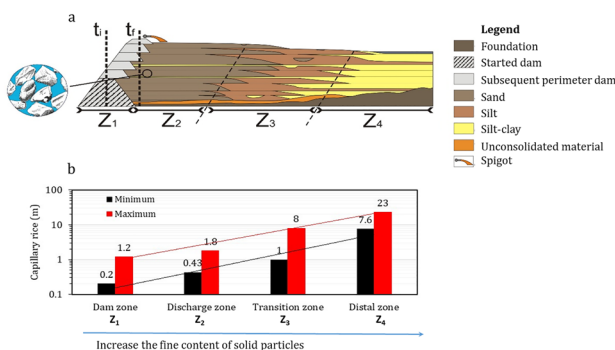 a
ti
tf
Z1
Z2
Z3
Z4
Legend
Foundation
Started dam
Subsequent perimeter dam
Sand
Silt
Silt-clay
Unconsolidated material
Spigot
b
Capillary rice (m)
100
10
1
0.1
Minimum
Maximum
0.2
1.2
0.43
1.8
1
8
7.6
23
Dam zone
Z1
Discharge zone
Z2
Transition zone
Z3
Distal zone
Z4
Increase the fine content of solid particles